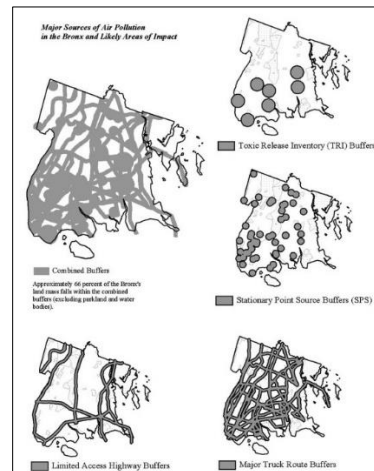 Major Sources of Air Pollution
in the Bronx and Likely Areas of Impact
Toxic Release Inventory (TRI) Buffers
Combined Buffers
Approximately 66 percent of the Bronx's
land mass falls within the combined
buffers (excluding parkland and water
bodies).
Stationary Point Source Buffers (SPS)
Limited Access Highway Buffers
Major Truck Route Buffers